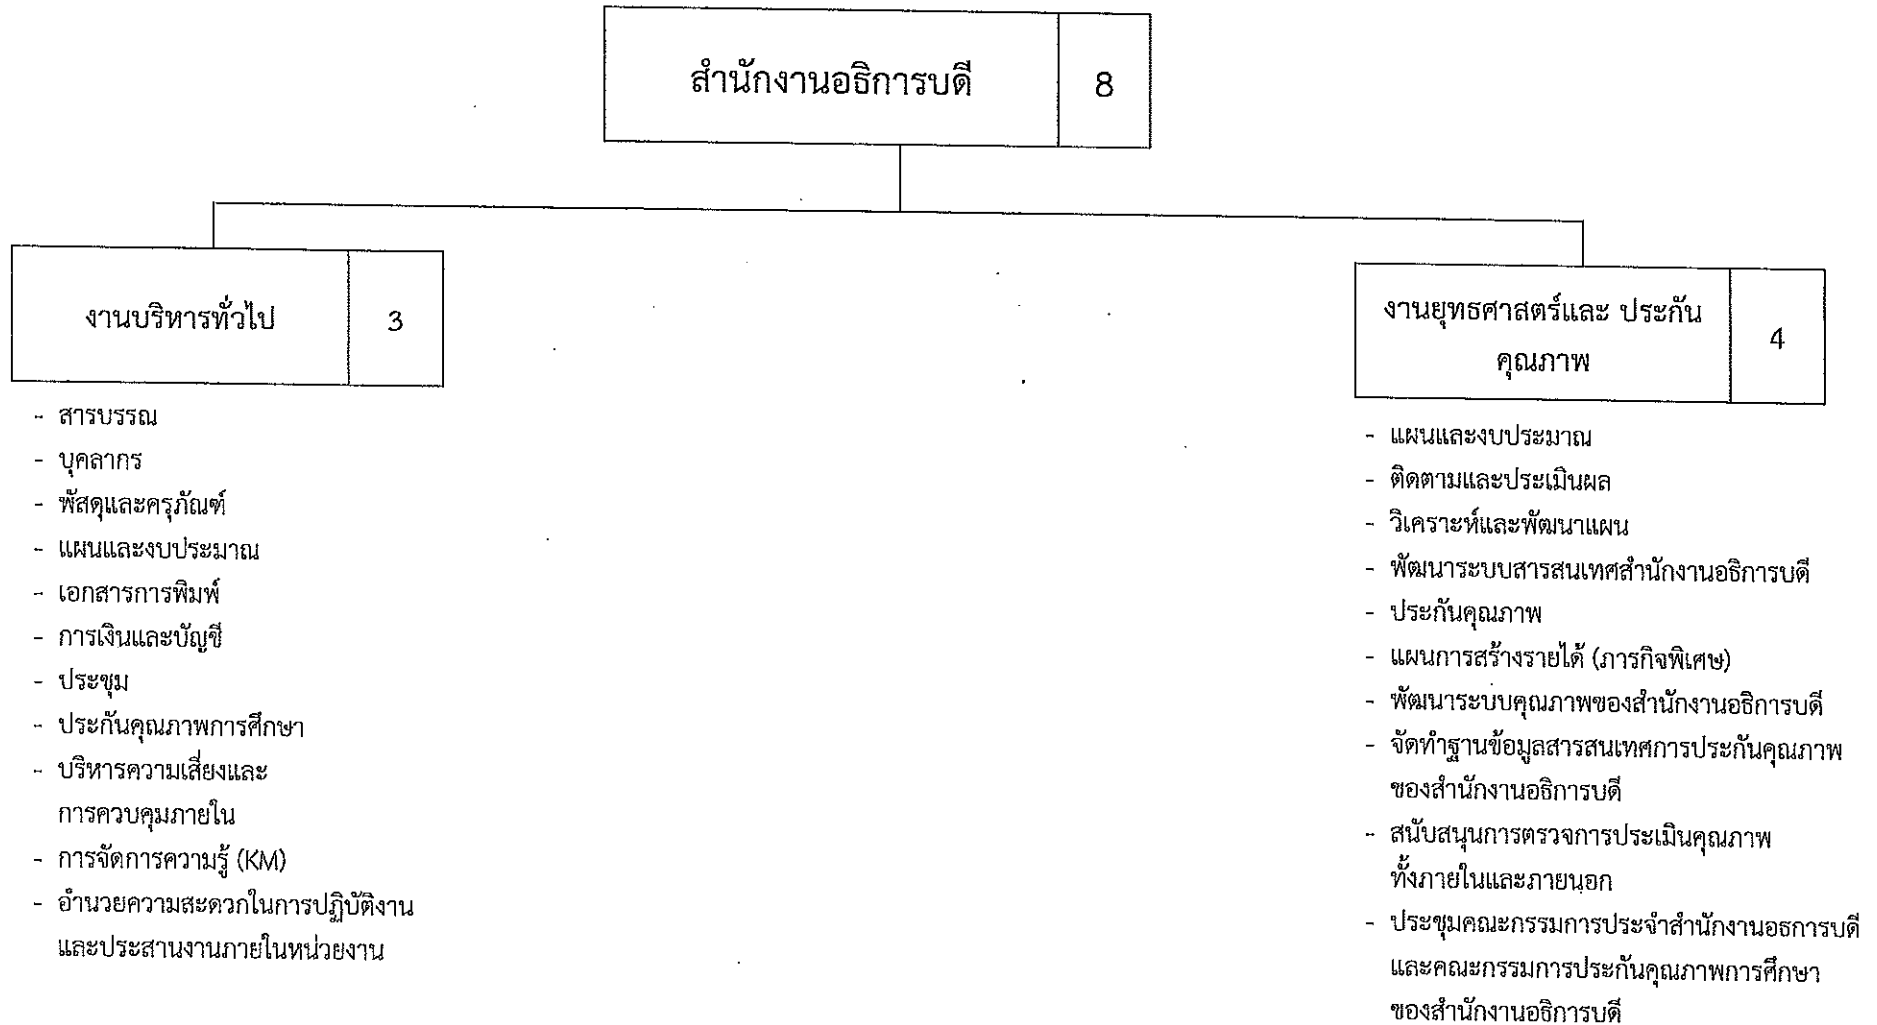 สำนักงานอธิการบดี
8
งานบริหารทั่วไป
3
- สารบรรณ
- บุคลากร
- พัสดุและครุภัณฑ์
- แผนและงบประมาณ
- เอกสารการพิมพ์
- การเงินและบัญชี
- ประชุม
- ประกันคุณภาพการศึกษา
- บริหารความเสี่ยงและ
การควบคุมภายใน
- การจัดการความรู้ (KM)
- อำนวยความสะดวกในการปฏิบัติงาน
และประสานงานภายในหน่วยงาน
งานยุทธศาสตร์และ ประกัน
คุณภาพ
4
- แผนและงบประมาณ
- ติดตามและประเมินผล
- วิเคราะห์และพัฒนาแผน
- พัฒนาระบบสารสนเทศสำนักงานอธิการบดี
- ประกันคุณภาพ
- แผนการสร้างรายได้ (ภารกิจพิเศษ)
- พัฒนาระบบคุณภาพของสำนักงานอธิการบดี
- จัดทำฐานข้อมูลสารสนเทศการประกันคุณภาพ
ของสำนักงานอธิการบดี
- สนับสนุนการตรวจการประเมินคุณภาพ
ทั้งภายในและภายนอก
- ประชุมคณะกรรมการประจำสำนักงานอธการบดี
และคณะกรรมการประกันคุณภาพการศึกษา
ของสำนักงานอธิการบดี